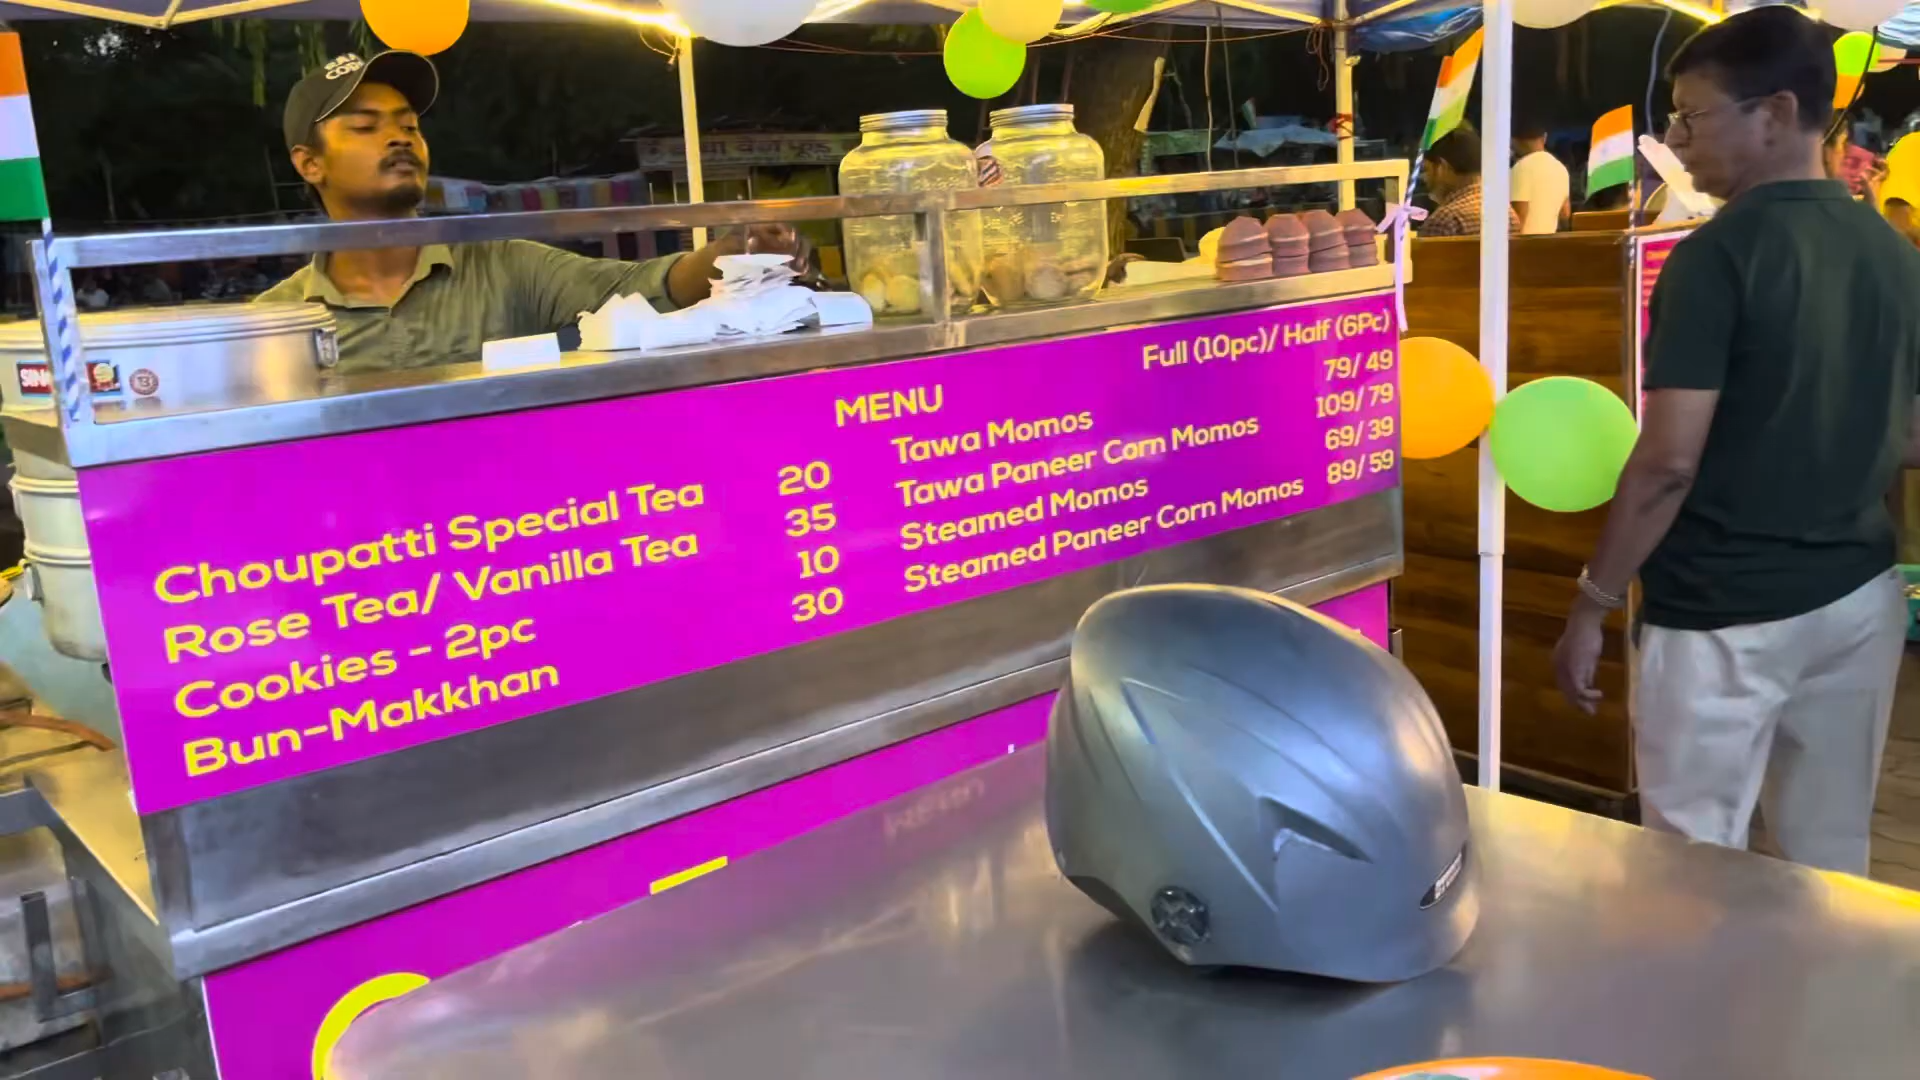 MENU
Choupatti Special Tea 20
Rose Tea/ Vanilla Tea 35
Cookies - 2pc 10
Bun-Makkhan 30
Full (10pc)/ Half (6Pc)
Tawa Momos 79/ 49
Tawa Paneer Corn Momos 109/ 79
Steamed Momos 69/ 39
Steamed Paneer Corn Momos 89/ 59